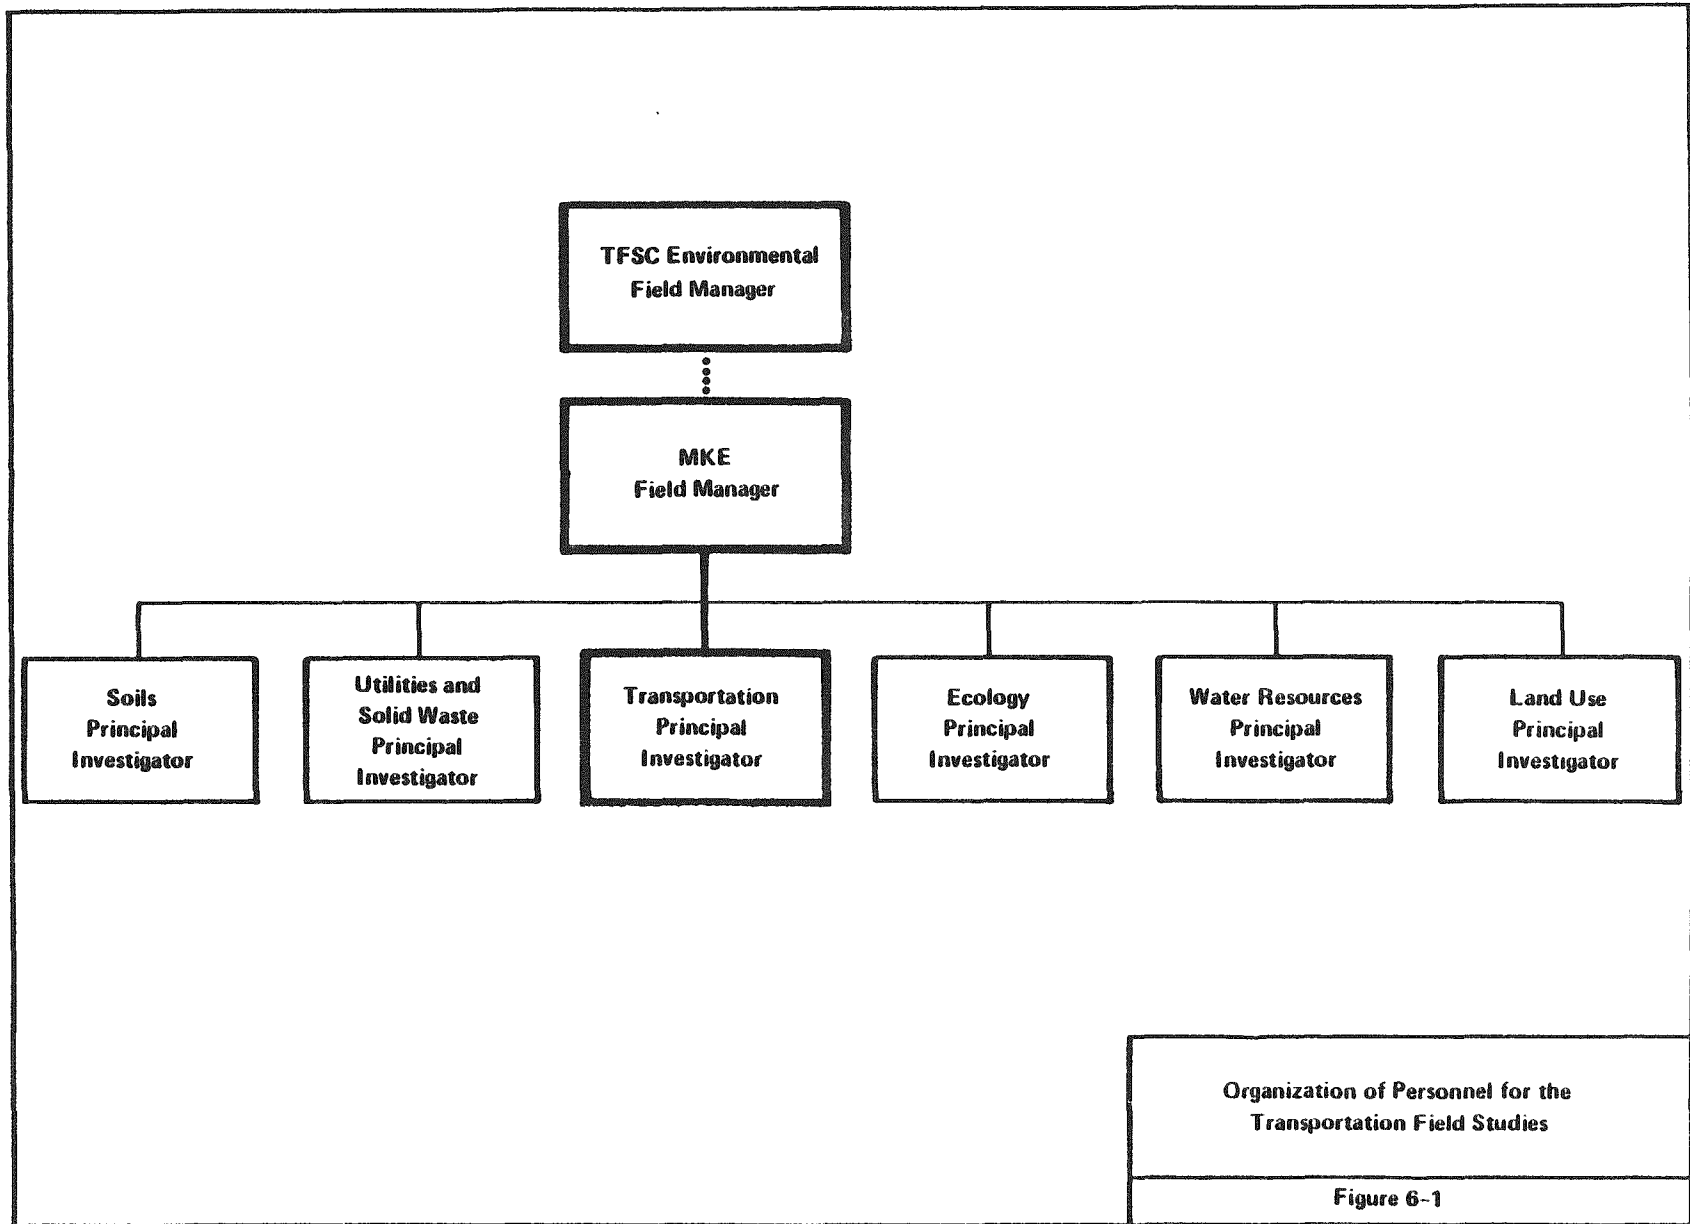 TFSC Environmental
Field Manager
MKE
Field Manager
Soils
Principal
Investigator
Utilities and
Solid Waste
Principal
Investigator
Transportation
Principal
Investigator
Ecology
Principal
Investigator
Water Resources
Principal
Investigator
Land Use
Principal
Investigator
Organization of Personnel for the
Transportation Field Studies
Figure 6-1